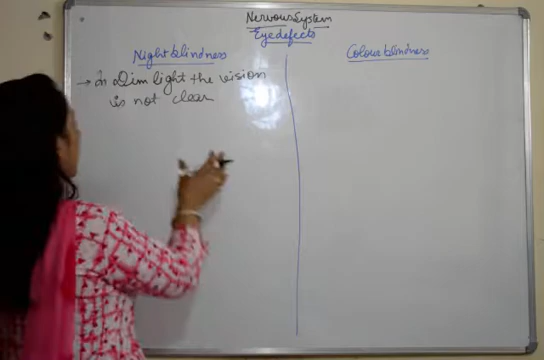 Nervous System
Eye defects
Night blindness
Colour blindness
→ In Dim light the vision
is not clear